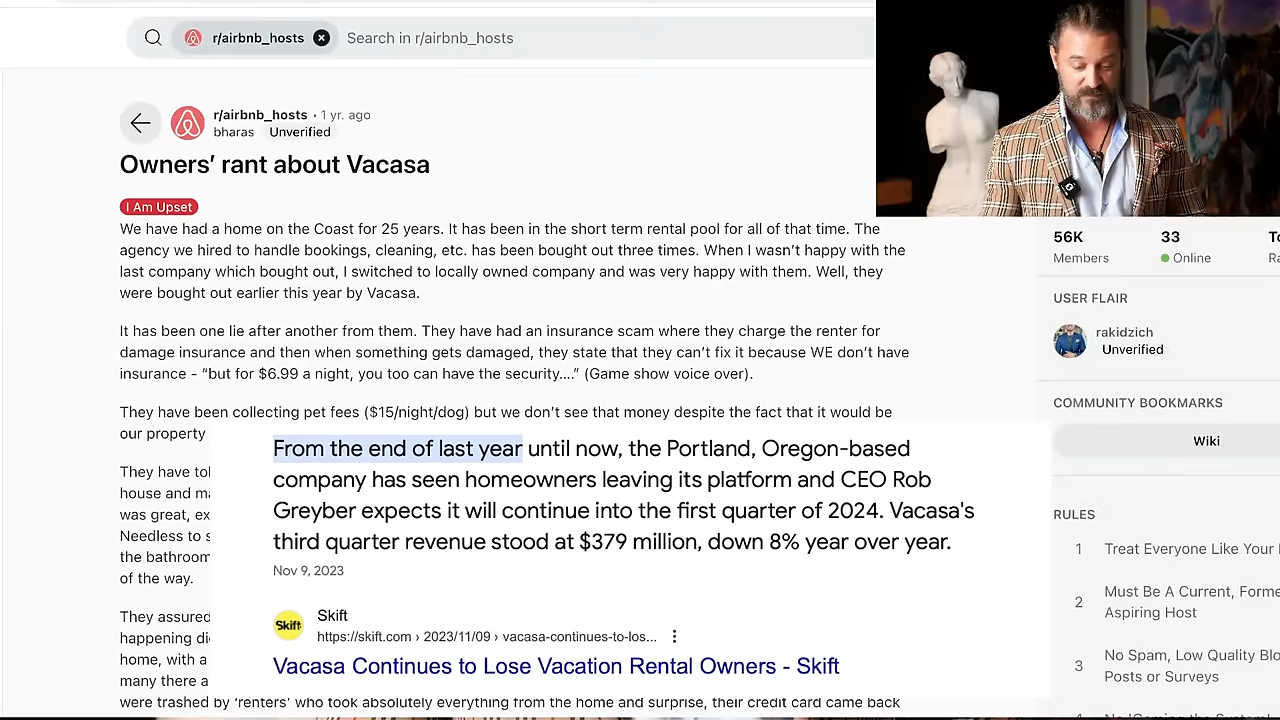 r/airbnb_hosts
Search in r/airbnb_hosts
r/airbnb_hosts · 1 yr. ago
bharas Unverified
Owners’ rant about Vacasa
I Am Upset
We have had a home on the Coast for 25 years. It has been in the short term rental pool for all of that time. The
agency we hired to handle bookings, cleaning, etc. has been bought out three times. When I wasn’t happy with the
last company which bought out, I switched to locally owned company and was very happy with them. Well, they
were bought out earlier this year by Vacasa.
It has been one lie after another from them. They have had an insurance scam where they charge the renter for
damage insurance and then when something gets damaged, they state that they can’t fix it because WE don’t have
insurance - “but for $6.99 a night, you too can have the security....” (Game show voice over).
They have been collecting pet fees ($15/night/dog) but we don’t see that money despite the fact that it would be
our property
They have tol
house and ma
was great, ex
Needless to s
the bathroom
of the way.
They assured
happening di
home, with a
many there a
were trashed by ‘renters’ who took absolutely everything from the home and surprise, their credit card came back
From the end of last year until now, the Portland, Oregon-based
company has seen homeowners leaving its platform and CEO Rob
Greyber expects it will continue into the first quarter of 2024. Vacasa's
third quarter revenue stood at $379 million, down 8% year over year.
Nov 9, 2023
Skift
Skift
https://skift.com › 2023/11/09 › vacasa-continues-to-los...
Vacasa Continues to Lose Vacation Rental Owners - Skift
56K
Members
33
Online
To
Ra
USER FLAIR
rakidzich
Unverified
COMMUNITY BOOKMARKS
Wiki
RULES
1 Treat Everyone Like Your
2 Must Be A Current, Forme
Aspiring Host
3 No Spam, Low Quality Blo
Posts or Surveys